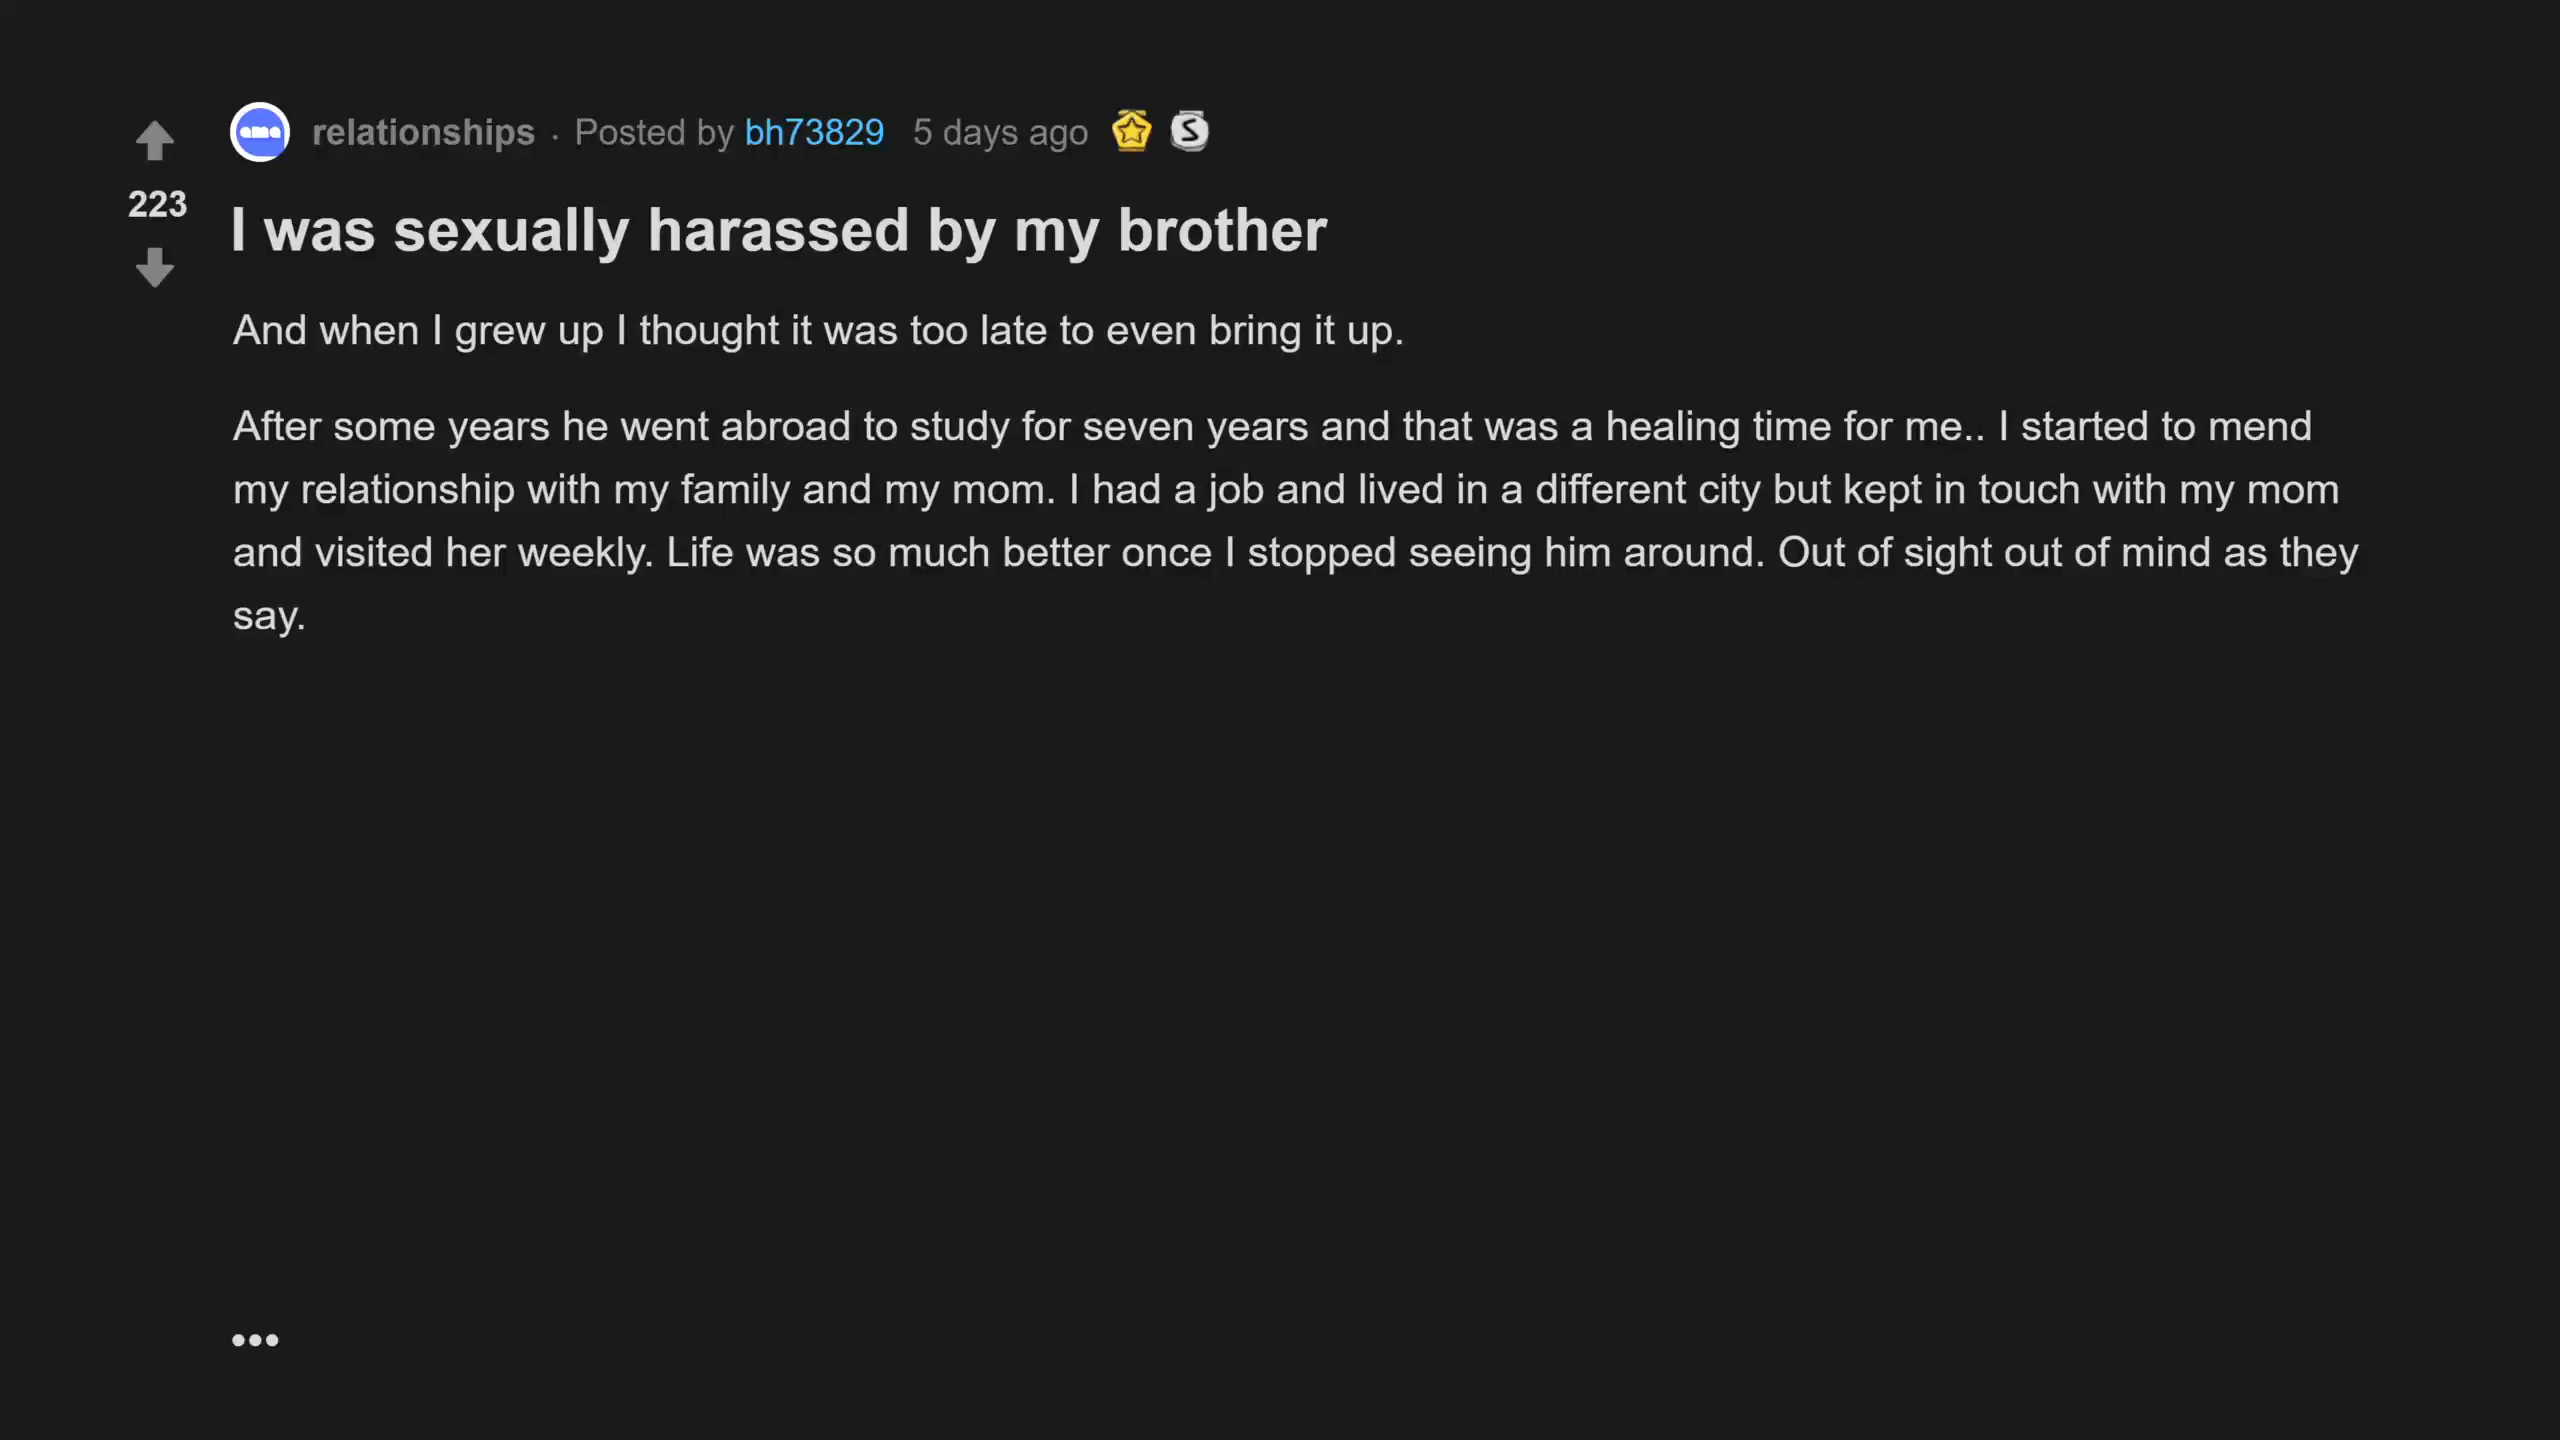 relationships · Posted by bh73829 5 days ago
223
I was sexually harassed by my brother
And when I grew up I thought it was too late to even bring it up.
After some years he went abroad to study for seven years and that was a healing time for me.. I started to mend
my relationship with my family and my mom. I had a job and lived in a different city but kept in touch with my mom
and visited her weekly. Life was so much better once I stopped seeing him around. Out of sight out of mind as they
say.
•••